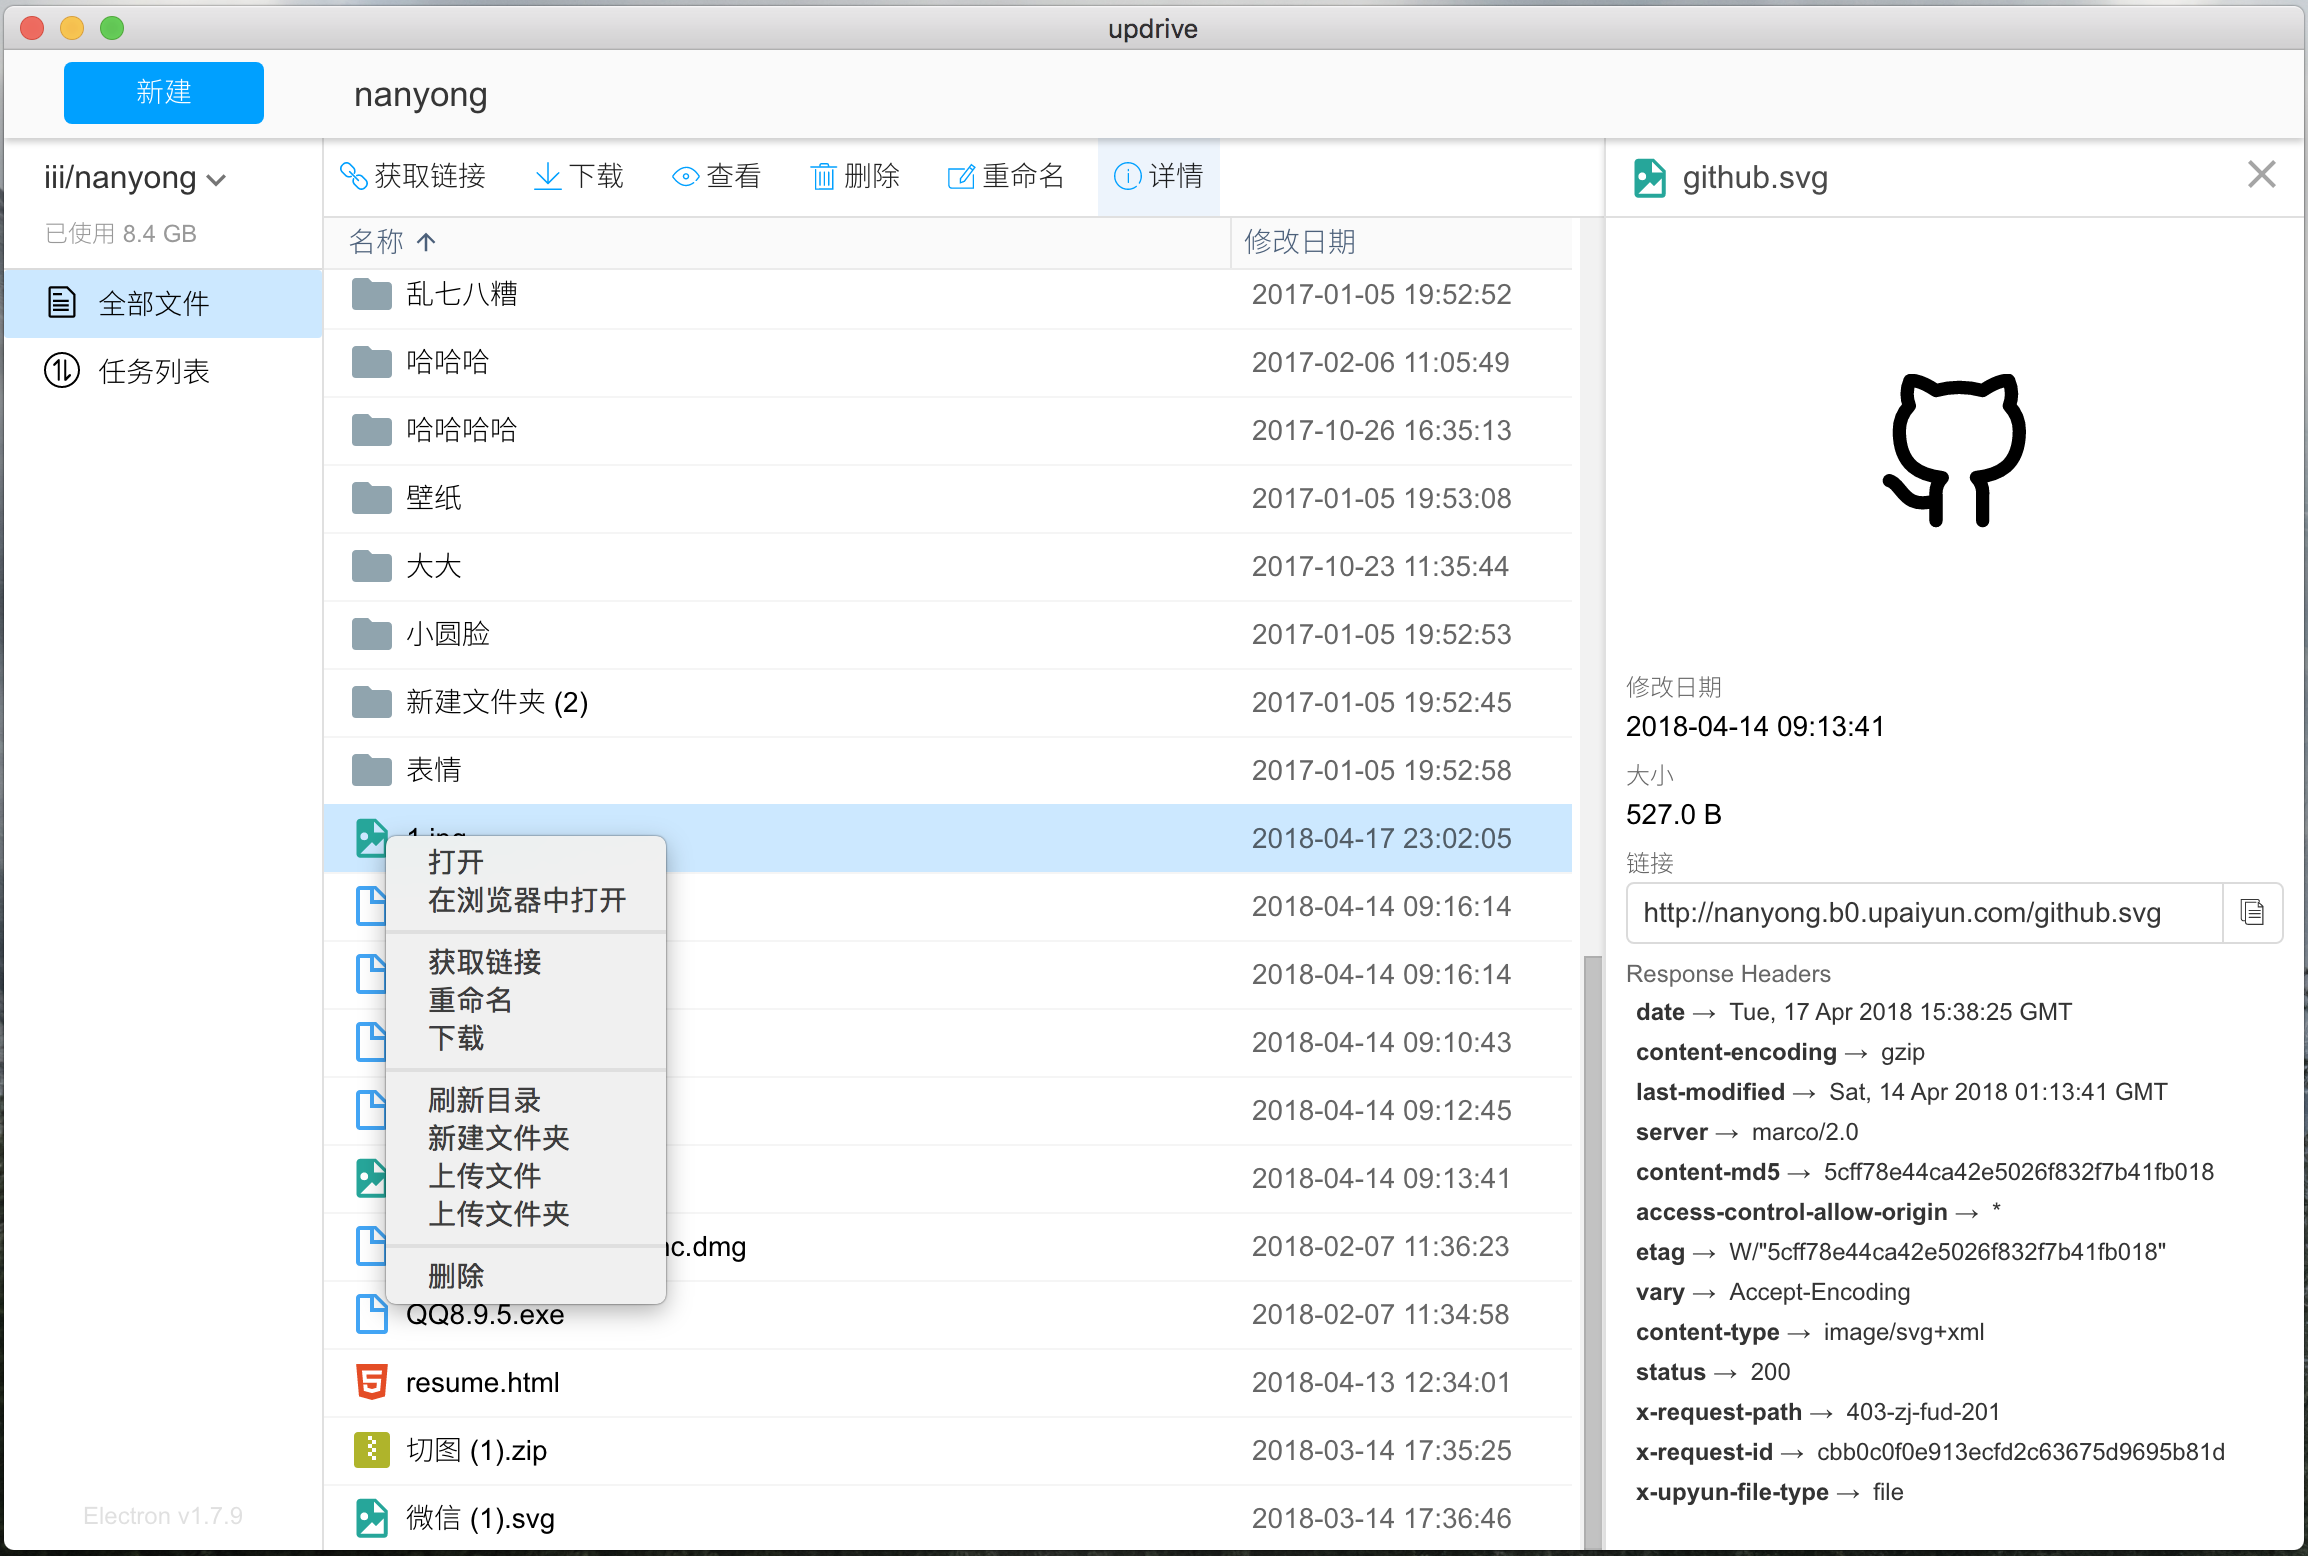 updrive
新建
nanyong
iii/nanyong
已使用 8.4 GB
全部文件
任务列表
Electron v1.7.9
获取链接 下载 查看 删除 重命名 详情
名称 修改日期
乱七八糟 2017-01-05 19:52:52
哈哈哈 2017-02-06 11:05:49
哈哈哈哈 2017-10-26 16:35:13
壁纸 2017-01-05 19:53:08
大大 2017-10-23 11:35:44
小圆脸 2017-01-05 19:52:53
新建文件夹 (2) 2017-01-05 19:52:45
表情 2017-01-05 19:52:58
2018-04-17 23:02:05
2018-04-14 09:16:14
2018-04-14 09:16:14
2018-04-14 09:10:43
2018-04-14 09:12:45
2018-04-14 09:13:41
c.dmg 2018-02-07 11:36:23
QQ8.9.5.exe 2018-02-07 11:34:58
resume.html 2018-04-13 12:34:01
切图 (1).zip 2018-03-14 17:35:25
微信 (1).svg 2018-03-14 17:36:46
打开
在浏览器中打开
获取链接
重命名
下载
刷新目录
新建文件夹
上传文件
上传文件夹
删除
github.svg
修改日期
2018-04-14 09:13:41
大小
527.0 B
链接
http://nanyong.b0.upaiyun.com/github.svg
Response Headers
date → Tue, 17 Apr 2018 15:38:25 GMT
content-encoding → gzip
last-modified → Sat, 14 Apr 2018 01:13:41 GMT
server → marco/2.0
content-md5 → 5cff78e44ca42e5026f832f7b41fb018
access-control-allow-origin → *
etag → W/"5cff78e44ca42e5026f832f7b41fb018"
vary → Accept-Encoding
content-type → image/svg+xml
status → 200
x-request-path → 403-zj-fud-201
x-request-id → cbb0c0f0e913ecfd2c63675d9695b81d
x-upyun-file-type → file